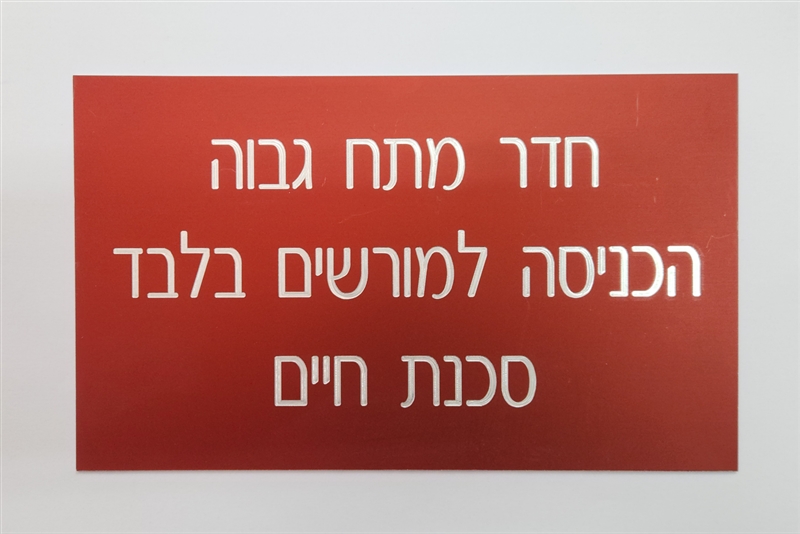 חדר מתח גבוה
הכניסה למורשים בלבד
סכנת חיים